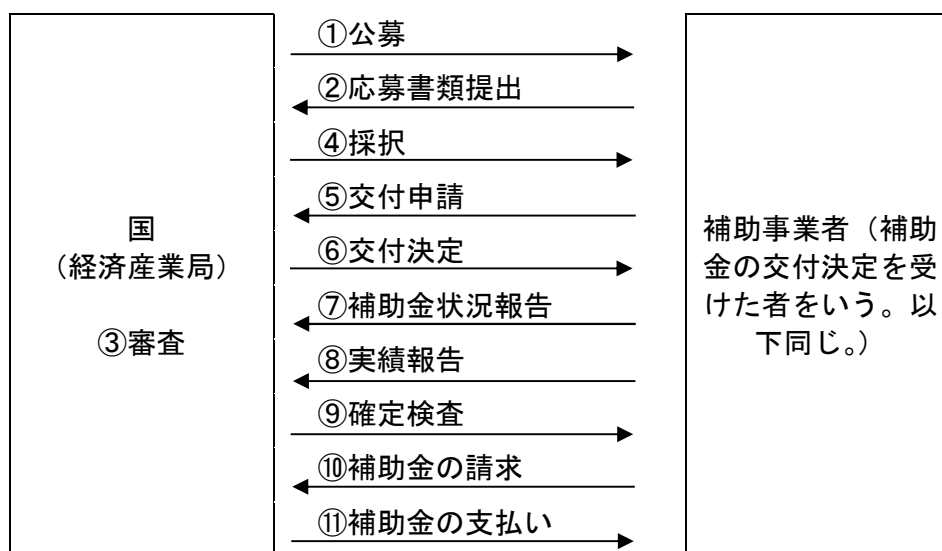 国
（経済産業局）
③審査
①公募
②応募書類提出
④採択
⑤交付申請
⑥交付決定
⑦補助金状況報告
⑧実績報告
⑨確定検査
⑩補助金の請求
⑪補助金の支払い
補助事業者（補助
金の交付決定を受
けた者をいう。以
下同じ。）